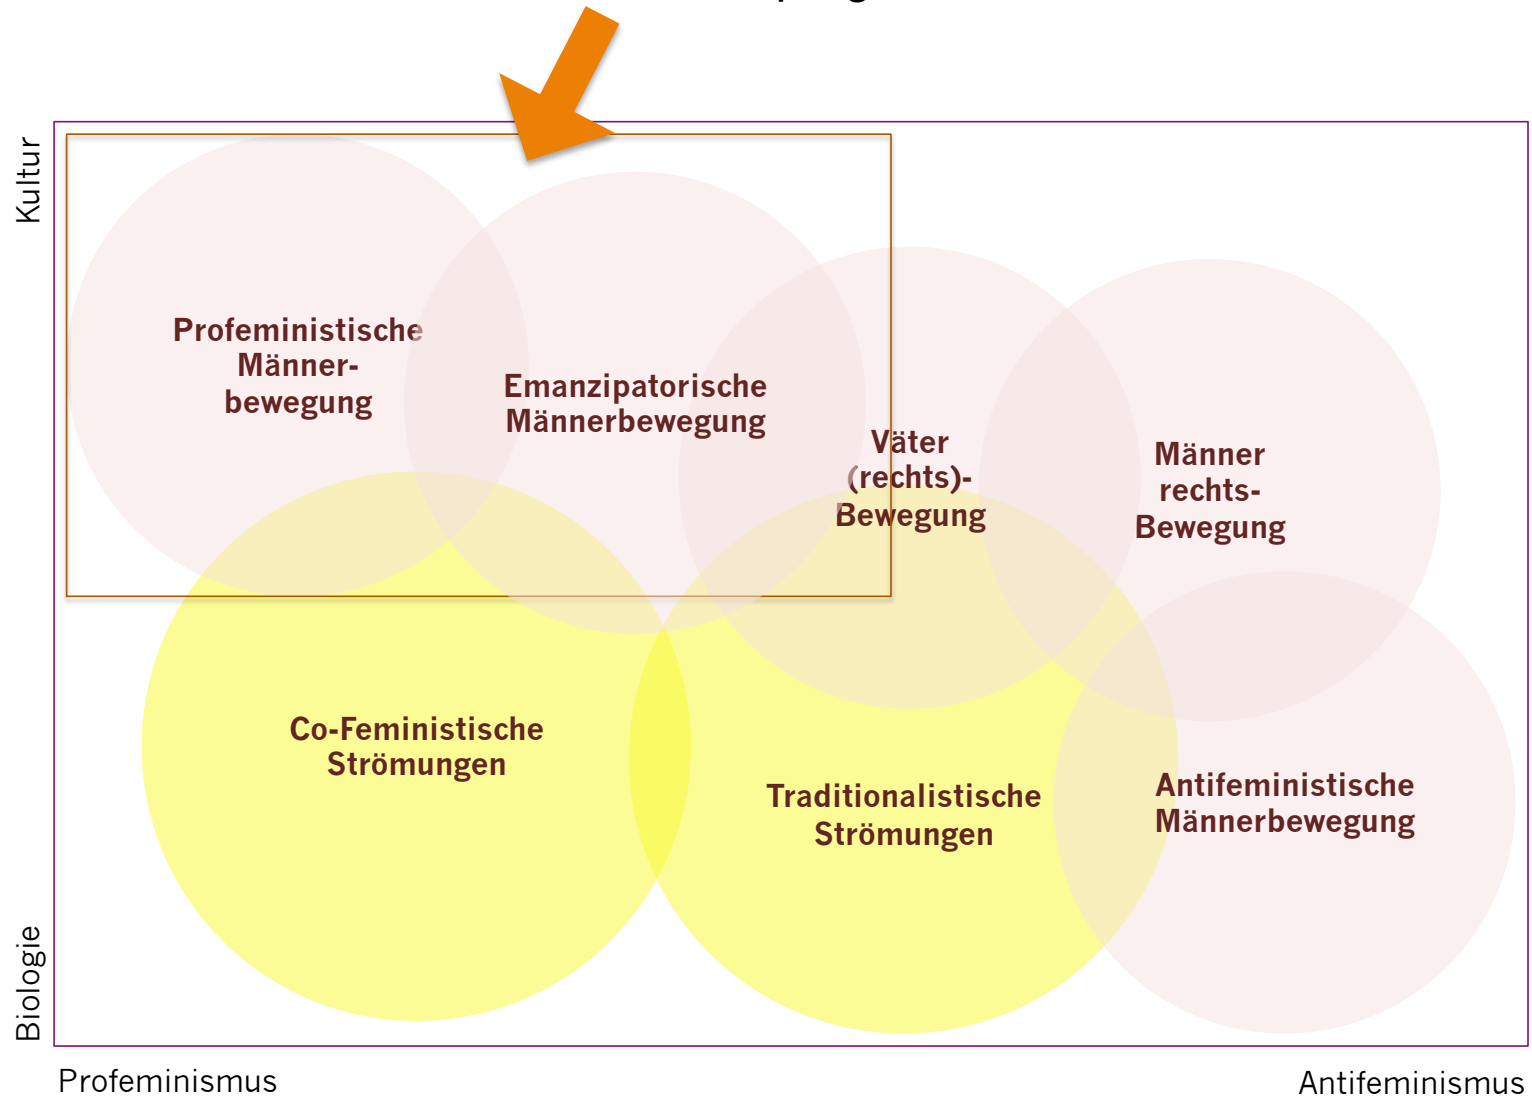 Kultur
Profeministische
Männer-
bewegung
Emanzipatorische
Männerbewegung
Väter
(rechts)-
Bewegung
Männer
rechts-
Bewegung
Co-Feministische
Strömungen
Traditionalistische
Strömungen
Antifeministische
Männerbewegung
Biologie
Profeminismus
Antifeminismus